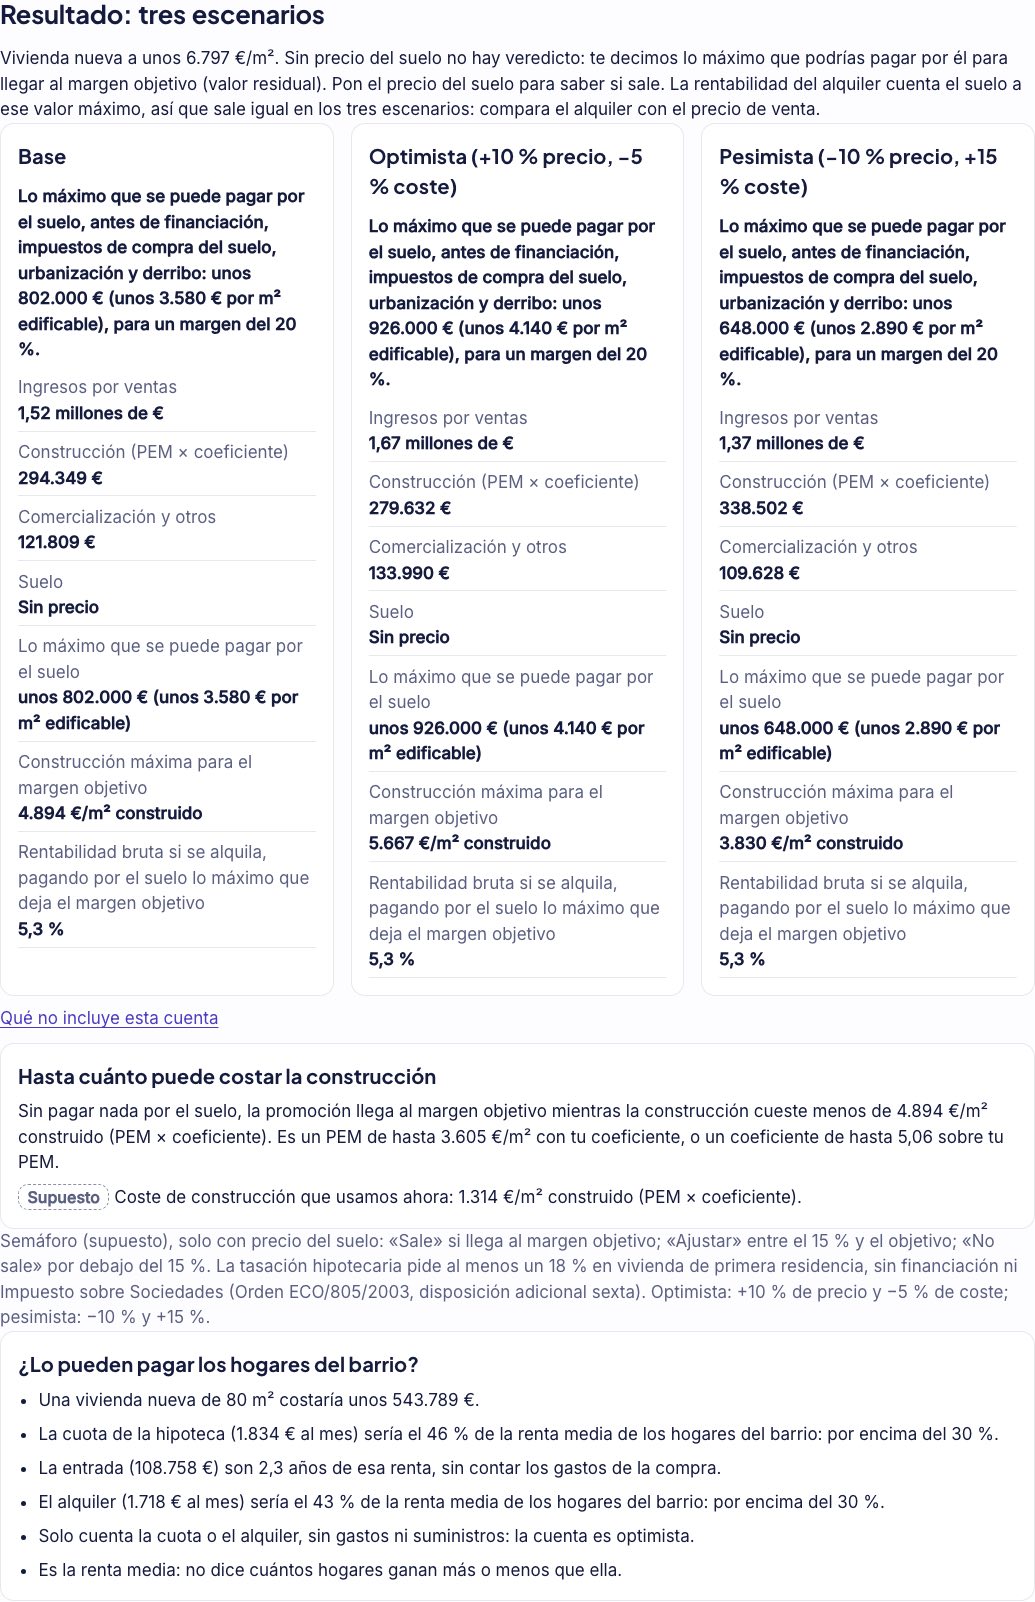 Resultado: tres escenarios
Vivienda nueva a unos 6.797 €/m². Sin precio del suelo no hay veredicto: te decimos lo máximo que podrías pagar por él para
llegar al margen objetivo (valor residual). Pon el precio del suelo para saber si sale. La rentabilidad del alquiler cuenta el suelo a
ese valor máximo, así que sale igual en los tres escenarios: compara el alquiler con el precio de venta.
Base
Lo máximo que se puede pagar por
el suelo, antes de financiación,
impuestos de compra del suelo,
urbanización y derribo: unos
802.000 € (unos 3.580 € por m²
edificable), para un margen del 20
%.
Ingresos por ventas
1,52 millones de €
Construcción (PEM × coeficiente)
294.349 €
Comercialización y otros
121.809 €
Suelo
Sin precio
Lo máximo que se puede pagar por
el suelo
unos 802.000 € (unos 3.580 € por
m² edificable)
Construcción máxima para el
margen objetivo
4.894 €/m² construido
Rentabilidad bruta si se alquila,
pagando por el suelo lo máximo que
deja el margen objetivo
5,3 %
Optimista (+10 % precio, −5
% coste)
Lo máximo que se puede pagar por
el suelo, antes de financiación,
impuestos de compra del suelo,
urbanización y derribo: unos
926.000 € (unos 4.140 € por m²
edificable), para un margen del 20
%.
Ingresos por ventas
1,67 millones de €
Construcción (PEM × coeficiente)
279.632 €
Comercialización y otros
133.990 €
Suelo
Sin precio
Lo máximo que se puede pagar por
el suelo
unos 926.000 € (unos 4.140 € por
m² edificable)
Construcción máxima para el
margen objetivo
5.667 €/m² construido
Rentabilidad bruta si se alquila,
pagando por el suelo lo máximo que
deja el margen objetivo
5,3 %
Pesimista (−10 % precio, +15
% coste)
Lo máximo que se puede pagar por
el suelo, antes de financiación,
impuestos de compra del suelo,
urbanización y derribo: unos
648.000 € (unos 2.890 € por m²
edificable), para un margen del 20
%.
Ingresos por ventas
1,37 millones de €
Construcción (PEM × coeficiente)
338.502 €
Comercialización y otros
109.628 €
Suelo
Sin precio
Lo máximo que se puede pagar por
el suelo
unos 648.000 € (unos 2.890 € por
m² edificable)
Construcción máxima para el
margen objetivo
3.830 €/m² construido
Rentabilidad bruta si se alquila,
pagando por el suelo lo máximo que
deja el margen objetivo
5,3 %
Qué no incluye esta cuenta
Hasta cuánto puede costar la construcción
Sin pagar nada por el suelo, la promoción llega al margen objetivo mientras la construcción cueste menos de 4.894 €/m²
construido (PEM × coeficiente). Es un PEM de hasta 3.605 €/m² con tu coeficiente, o un coeficiente de hasta 5,06 sobre tu
PEM.
Supuesto Coste de construcción que usamos ahora: 1.314 €/m² construido (PEM × coeficiente).
Semáforo (supuesto), solo con precio del suelo: «Sale» si llega al margen objetivo; «Ajustar» entre el 15 % y el objetivo; «No
sale» por debajo del 15 %. La tasación hipotecaria pide al menos un 18 % en vivienda de primera residencia, sin financiación ni
Impuesto sobre Sociedades (Orden ECO/805/2003, disposición adicional sexta). Optimista: +10 % de precio y −5 % de coste;
pesimista: −10 % y +15 %.
¿Lo pueden pagar los hogares del barrio?
• Una vivienda nueva de 80 m² costaría unos 543.789 €.
• La cuota de la hipoteca (1.834 € al mes) sería el 46 % de la renta media de los hogares del barrio: por encima del 30 %.
• La entrada (108.758 €) son 2,3 años de esa renta, sin contar los gastos de la compra.
• El alquiler (1.718 € al mes) sería el 43 % de la renta media de los hogares del barrio: por encima del 30 %.
• Solo cuenta la cuota o el alquiler, sin gastos ni suministros: la cuenta es optimista.
• Es la renta media: no dice cuántos hogares ganan más o menos que ella.